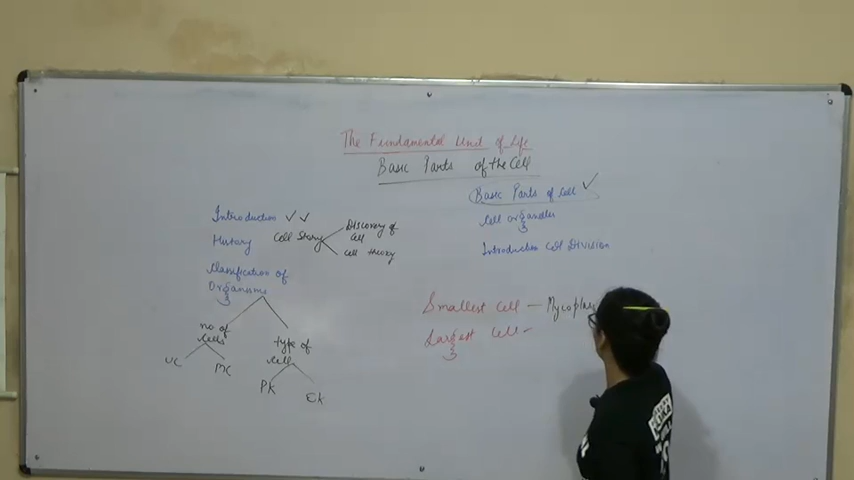 The Fundamental Unit of Life
Basic Parts of the Cell
Basic Parts of Cell
Cell Organelles
Introduction Cell Division
Introduction
History
Cell Story
Discovery of
Cell
Cell theory
Classification of
Organisms
no of
Cells
UC
MC
type of
Cell
PK
EK
Smallest Cell – Mycoplas
Largest Cell –